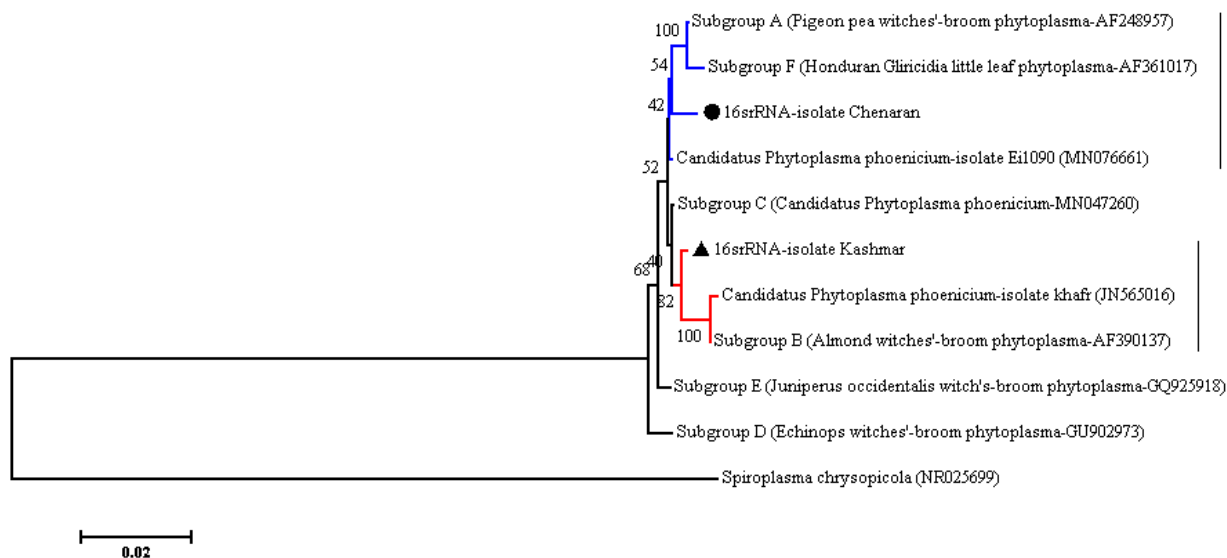 Subgroup A (Pigeon pea witches'-broom phytoplasma-AF248957)
100
54
Subgroup F (Honduran Gliricidia little leaf phytoplasma-AF361017)
42
16srRNA-isolate Chenaran
Candidatus Phytoplasma phoenicium-isolate Ei1090 (MN076661)
52
Subgroup C (Candidatus Phytoplasma phoenicium-MN047260)
16srRNA-isolate Kashmar
40
68
82
Candidatus Phytoplasma phoenicium-isolate khafr (JN565016)
100
Subgroup B (Almond witches'-broom phytoplasma-AF390137)
Subgroup E (Juniperus occidentalis witch's-broom phytoplasma-GQ925918)
Subgroup D (Echinops witches'-broom phytoplasma-GU902973)
Spiroplasma chrysopicola (NR025699)
0.02